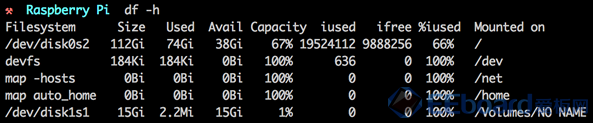 ⚒ Raspberry Pi df -h
Filesystem Size Used Avail Capacity iused ifree %iused Mounted on
/dev/disk0s2 112Gi 74Gi 38Gi 67% 19524112 9888256 66% /
devfs 184Ki 184Ki 0Bi 100% 636 0 100% /dev
map -hosts 0Bi 0Bi 0Bi 100% 0 0 100% /net
map auto_home 0Bi 0Bi 0Bi 100% 0 0 100% /home
/dev/disk1s1 15Gi 2.2Mi 15Gi 1% 0 0 100% /Volumes/NO NAME